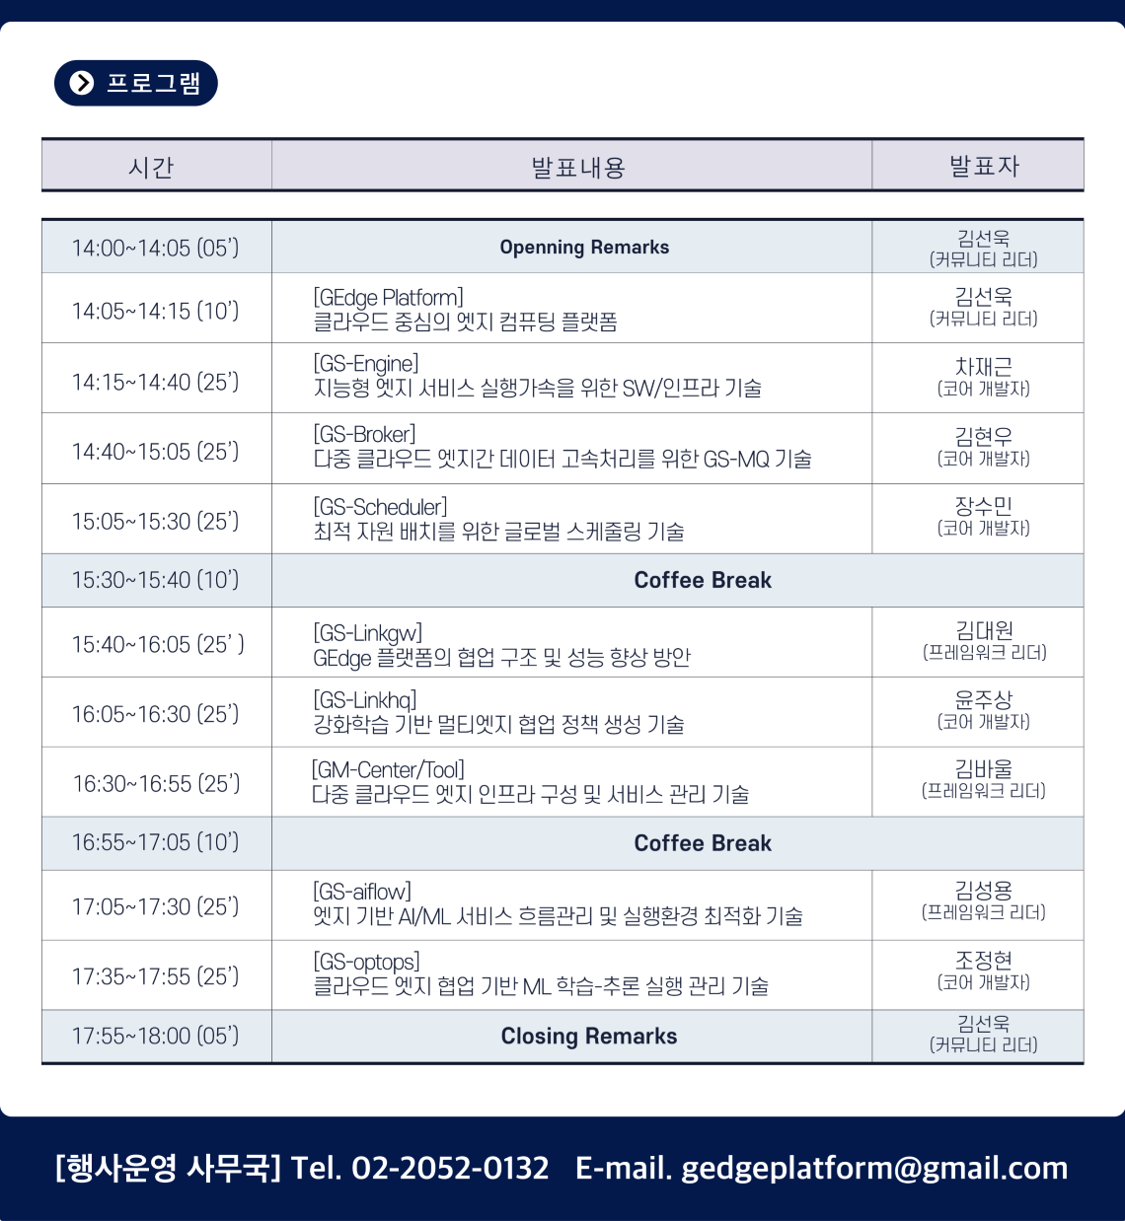 프로그램
시간 발표내용 발표자
14:00~14:05 (05’) Openning Remarks 김선욱
(커뮤니티 리더)
14:05~14:15 (10’) [GEdge Platform]
클라우드 중심의 엣지 컴퓨팅 플랫폼
김선욱
(커뮤니티 리더)
14:15~14:40 (25’) [GS-Engine]
지능형 엣지 서비스 실행가속을 위한 SW/인프라 기술
차재근
(코어 개발자)
14:40~15:05 (25’) [GS-Broker]
다중 클라우드 엣지간 데이터 고속처리를 위한 GS-MQ 기술
김현우
(코어 개발자)
15:05~15:30 (25’) [GS-Scheduler]
최적 자원 배치를 위한 글로벌 스케줄링 기술
장수민
(코어 개발자)
15:30~15:40 (10’) Coffee Break
15:40~16:05 (25’ ) [GS-Linkgw]
GEdge 플랫폼의 협업 구조 및 성능 향상 방안
김대원
(프레임워크 리더)
16:05~16:30 (25’) [GS-Linkhq]
강화학습 기반 멀티엣지 협업 정책 생성 기술
윤주상
(코어 개발자)
16:30~16:55 (25’) [GM-Center/Tool]
다중 클라우드 엣지 인프라 구성 및 서비스 관리 기술
김바울
(프레임워크 리더)
16:55~17:05 (10’) Coffee Break
17:05~17:30 (25’) [GS-aiflow]
엣지 기반 AI/ML 서비스 흐름관리 및 실행환경 최적화 기술
김성용
(프레임워크 리더)
17:35~17:55 (25’) [GS-optops]
클라우드 엣지 협업 기반 ML 학습-추론 실행 관리 기술
조정현
(코어 개발자)
17:55~18:00 (05’) Closing Remarks 김선욱
(커뮤니티 리더)
[행사운영 사무국] Tel. 02-2052-0132 E-mail. gedgeplatform@gmail.com